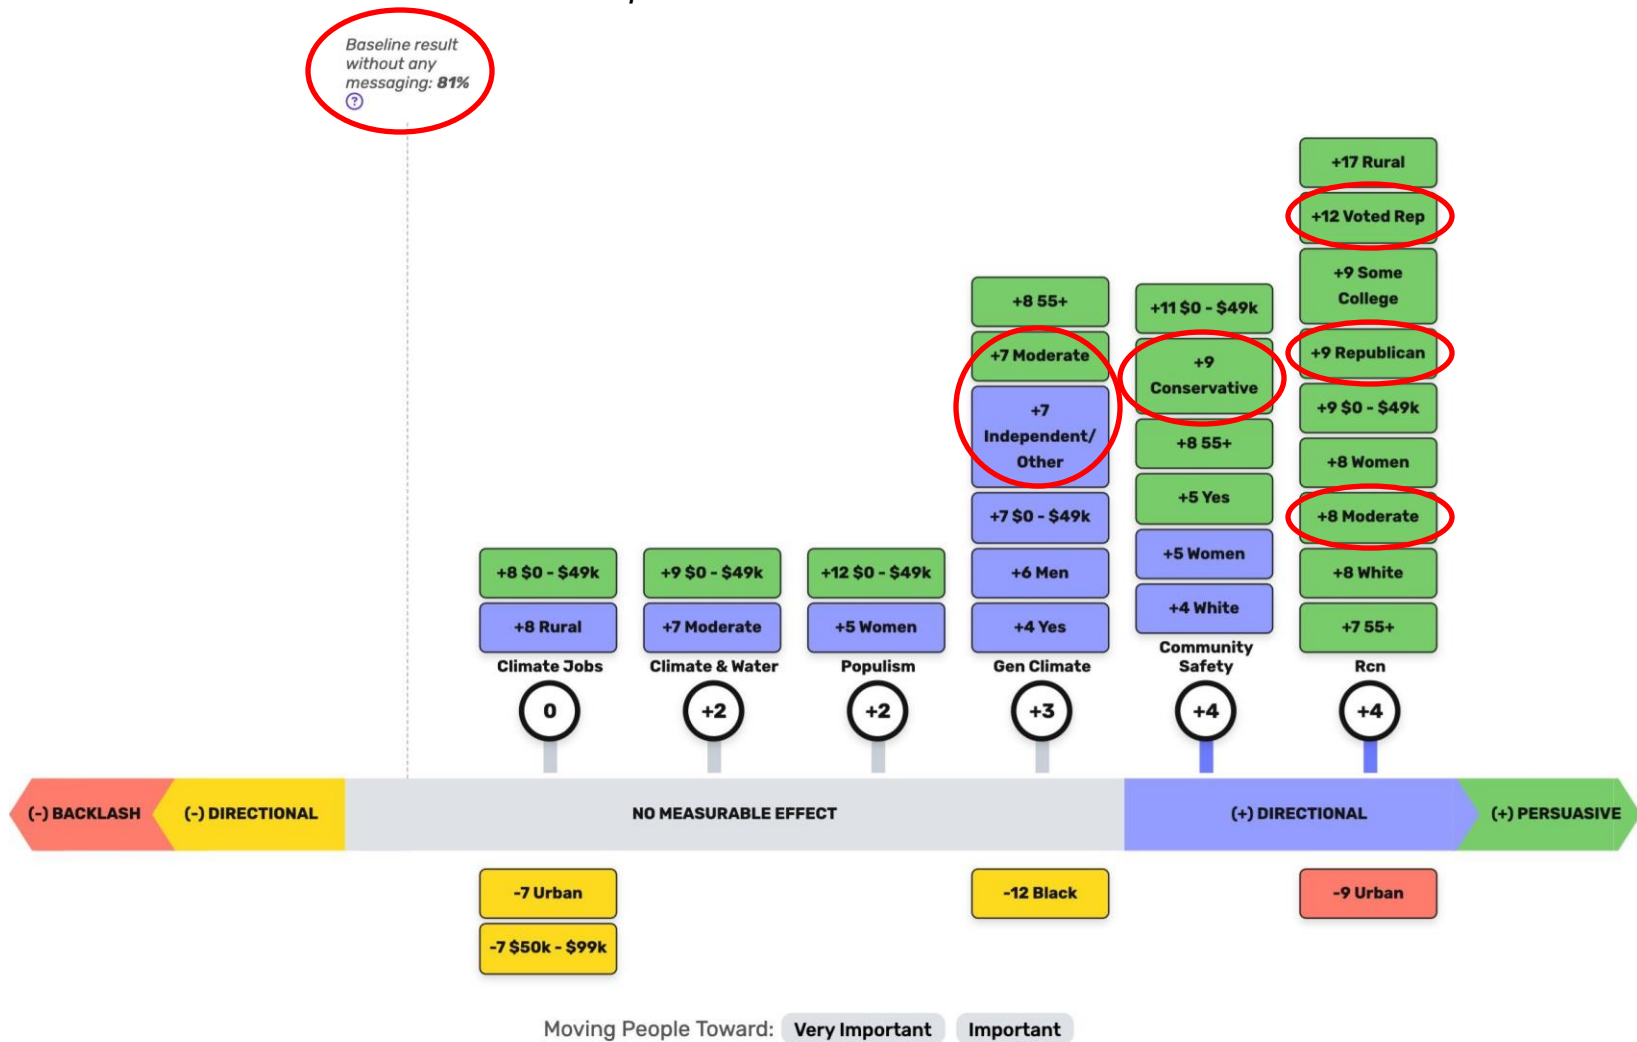 Baseline result
without any
messaging: 81%
?
+17 Rural
+12 Voted Rep
+9 Some
College
+9 Republican
+9 $0 - $49k
+8 Women
+8 Moderate
+8 White
+7 55+
Rcn
+4
+8 55+
+7 Moderate
+7
Independent/
Other
+7 $0 - $49k
+6 Men
+4 Yes
Gen Climate
+3
+11 $0 - $49k
+9
Conservative
+8 55+
+5 Yes
+5 Women
+4 White
Community
Safety
+4
+8 $0 - $49k
+8 Rural
Climate Jobs
0
+9 $0 - $49k
+7 Moderate
Climate & Water
+2
+12 $0 - $49k
+5 Women
Populism
+2
(-) BACKLASH
(-) DIRECTIONAL
NO MEASURABLE EFFECT
(+) DIRECTIONAL
(+) PERSUASIVE
-7 Urban
-7 $50k - $99k
-12 Black
-9 Urban
Moving People Toward: Very Important Important